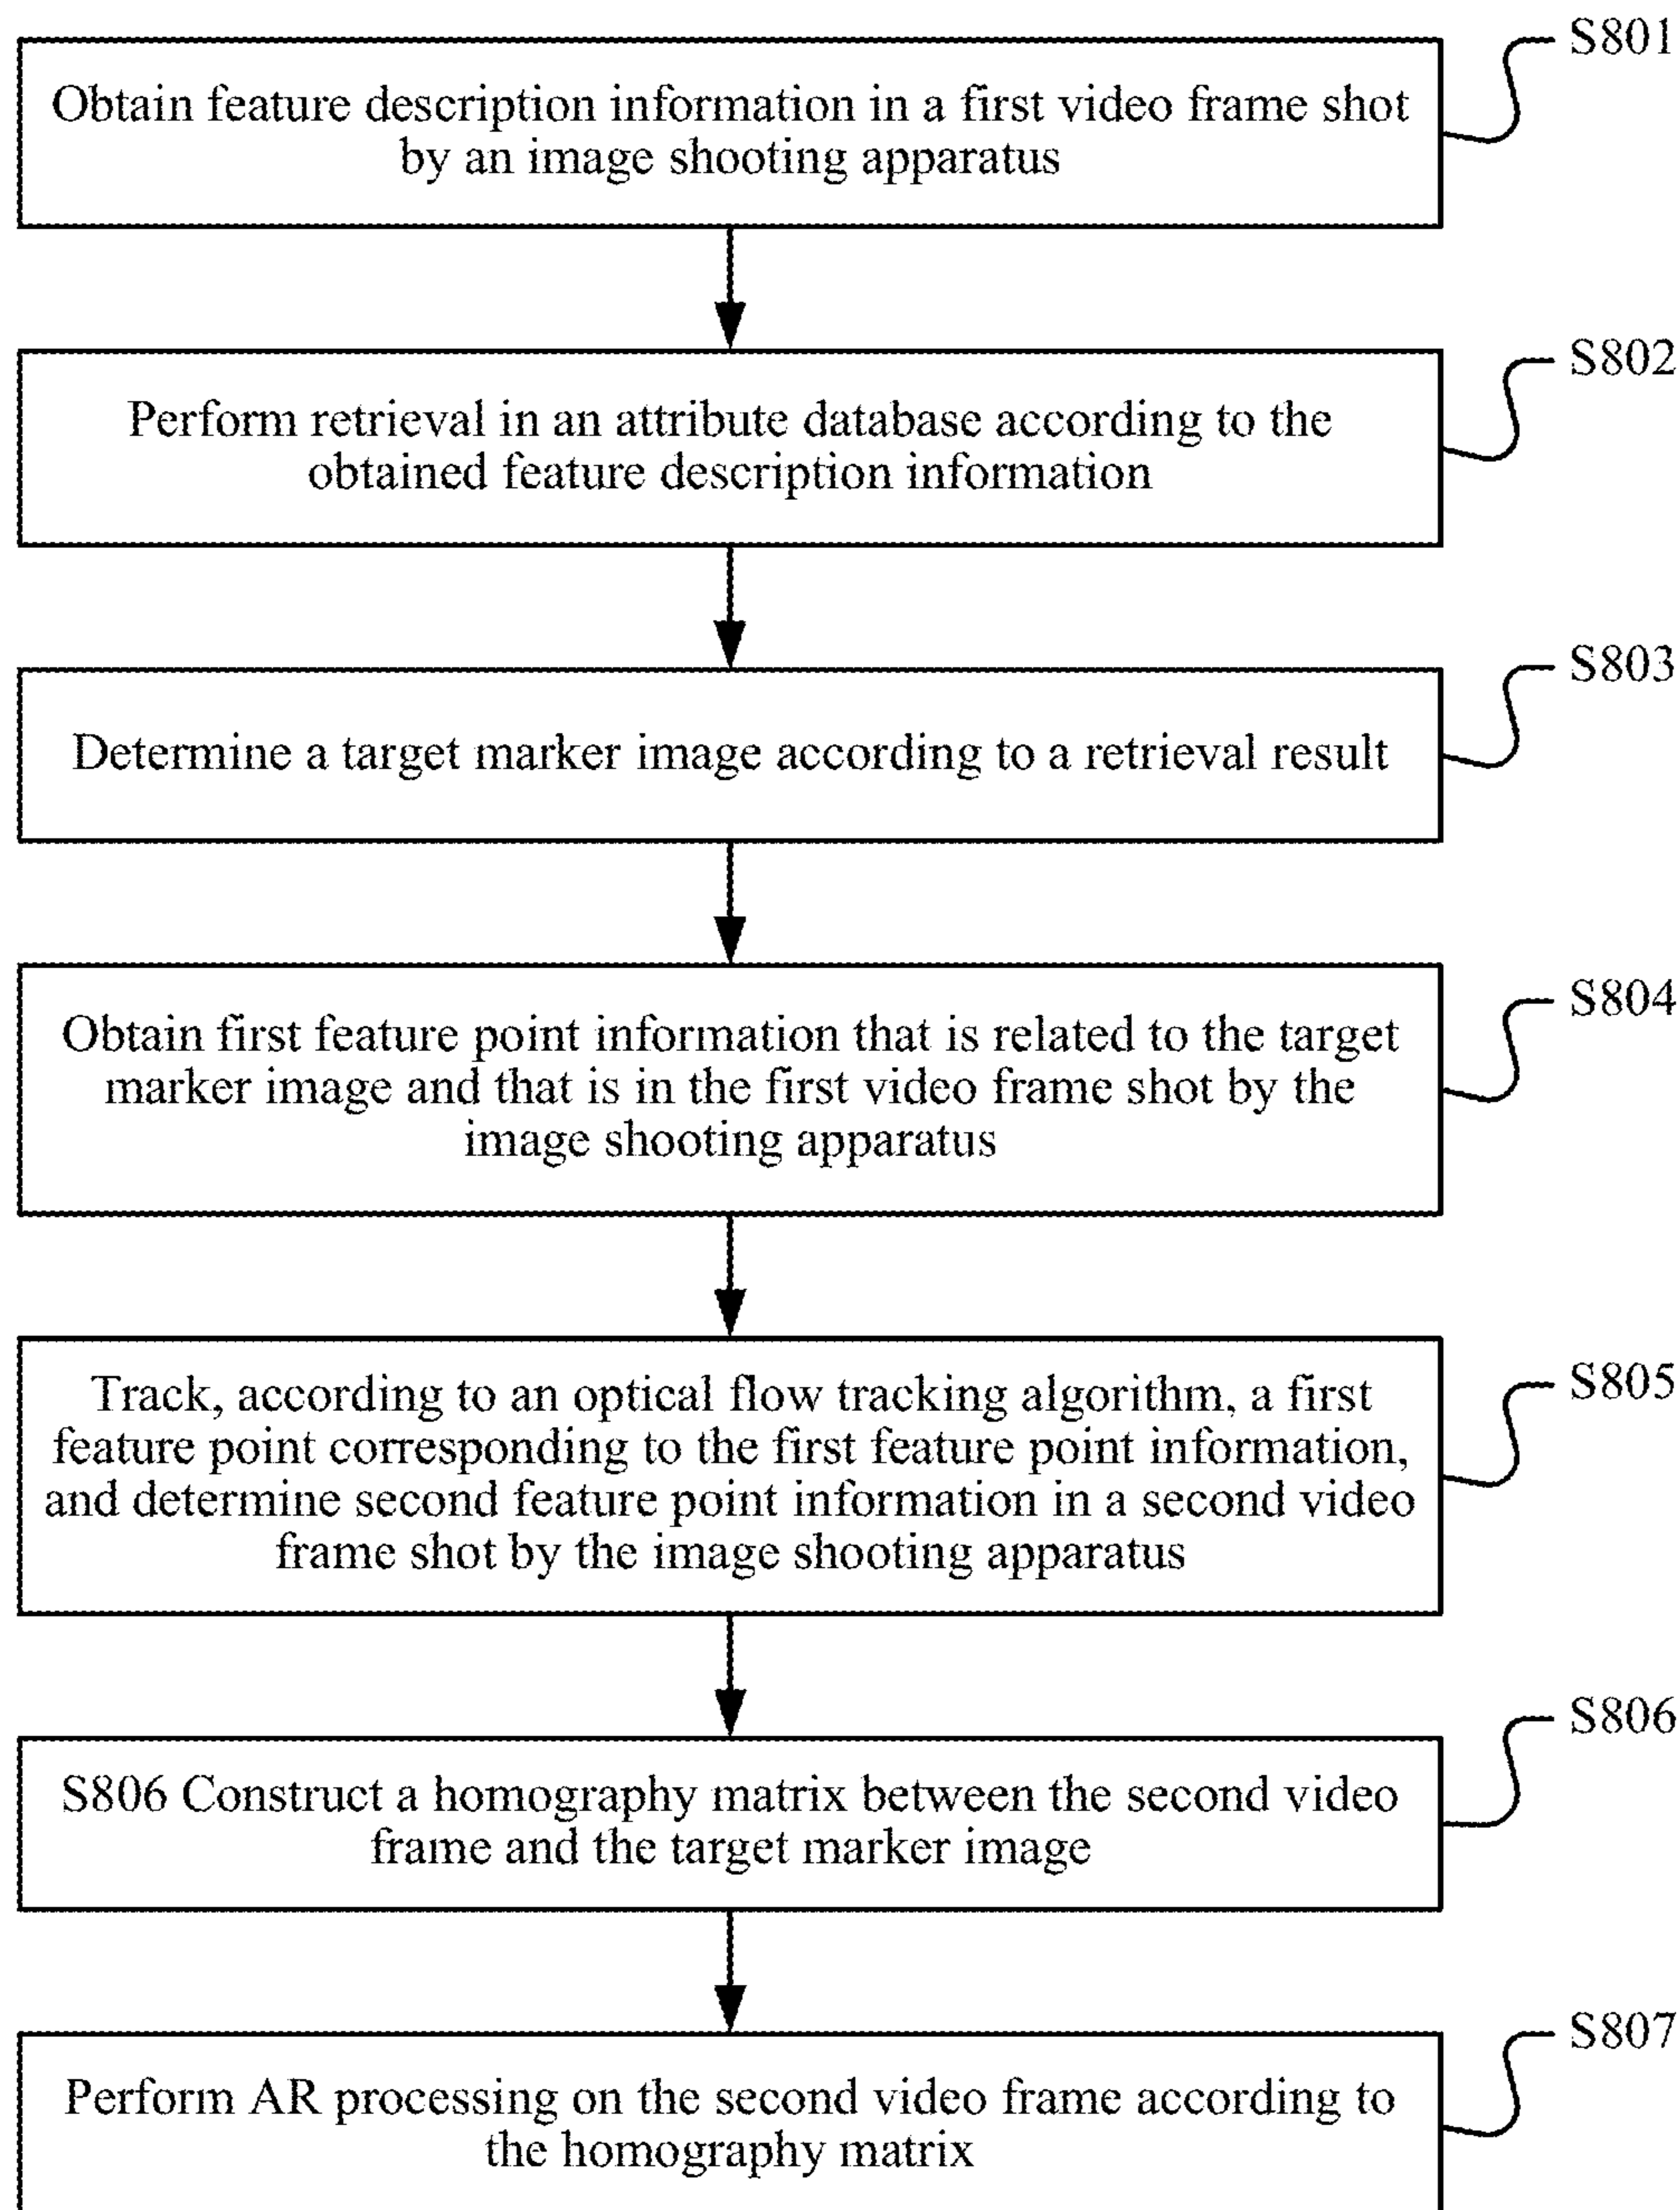 S801
Obtain feature description information in a first video frame shot
by an image shooting apparatus
S802
Perform retrieval in an attribute database according to the
obtained feature description information
S803
Determine a target marker image according to a retrieval result
S804
Obtain first feature point information that is related to the target
marker image and that is in the first video frame shot by the
image shooting apparatus
S805
Track, according to an optical flow tracking algorithm, a first
feature point corresponding to the first feature point information,
and determine second feature point information in a second video
frame shot by the image shooting apparatus
S806
S806 Construct a homography matrix between the second video
frame and the target marker image
S807
Perform AR processing on the second video frame according to
the homography matrix